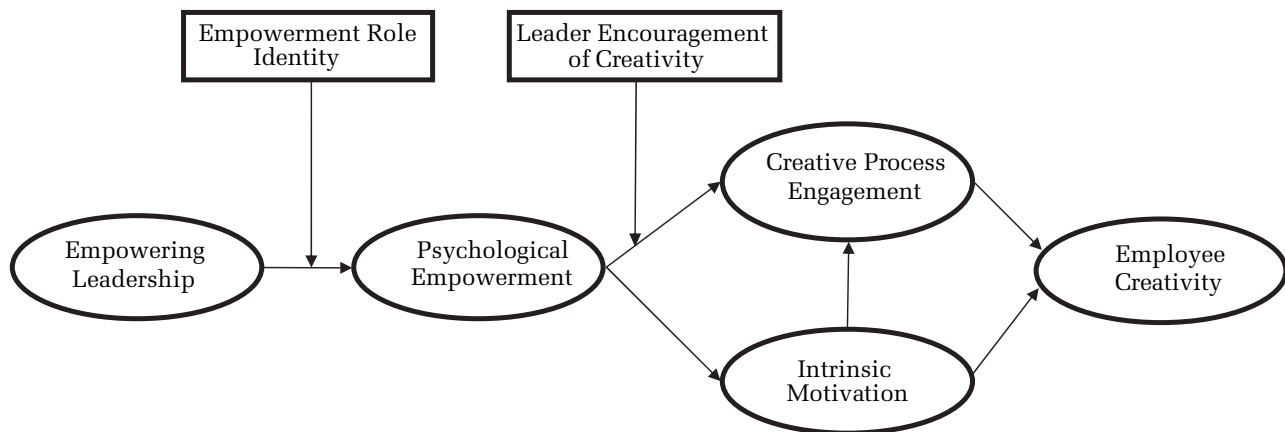 Empowerment Role
Identity
Leader Encouragement
of Creativity
Creative Process
Engagement
Empowering
Leadership
Psychological
Empowerment
Employee
Creativity
Intrinsic
Motivation